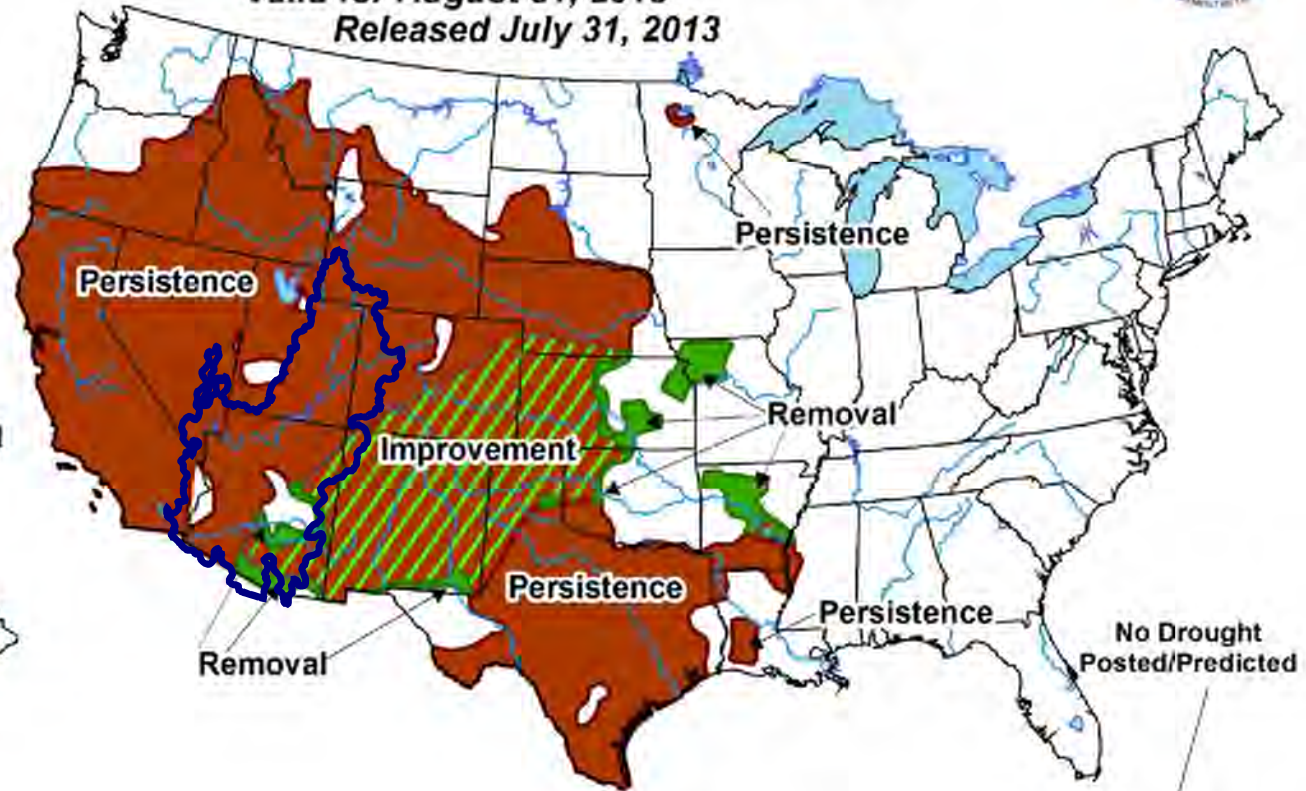 Released July 31, 2013
Persistence
Persistence
Removal
Improvement
Persistence
Persistence
No Drought
Posted/Predicted
Removal